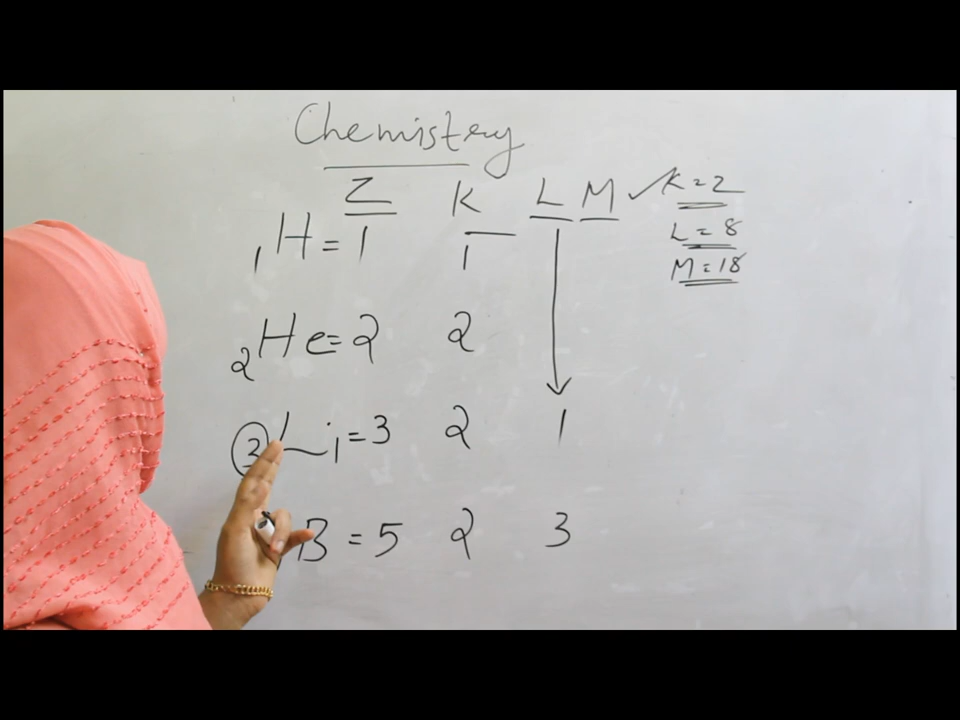 Chemistry
Z K L M ✓ K = 2
L = 8
M = 18
₁H = 1 1
₂He = 2 2
③Li = 3 2 1
B = 5 2 3